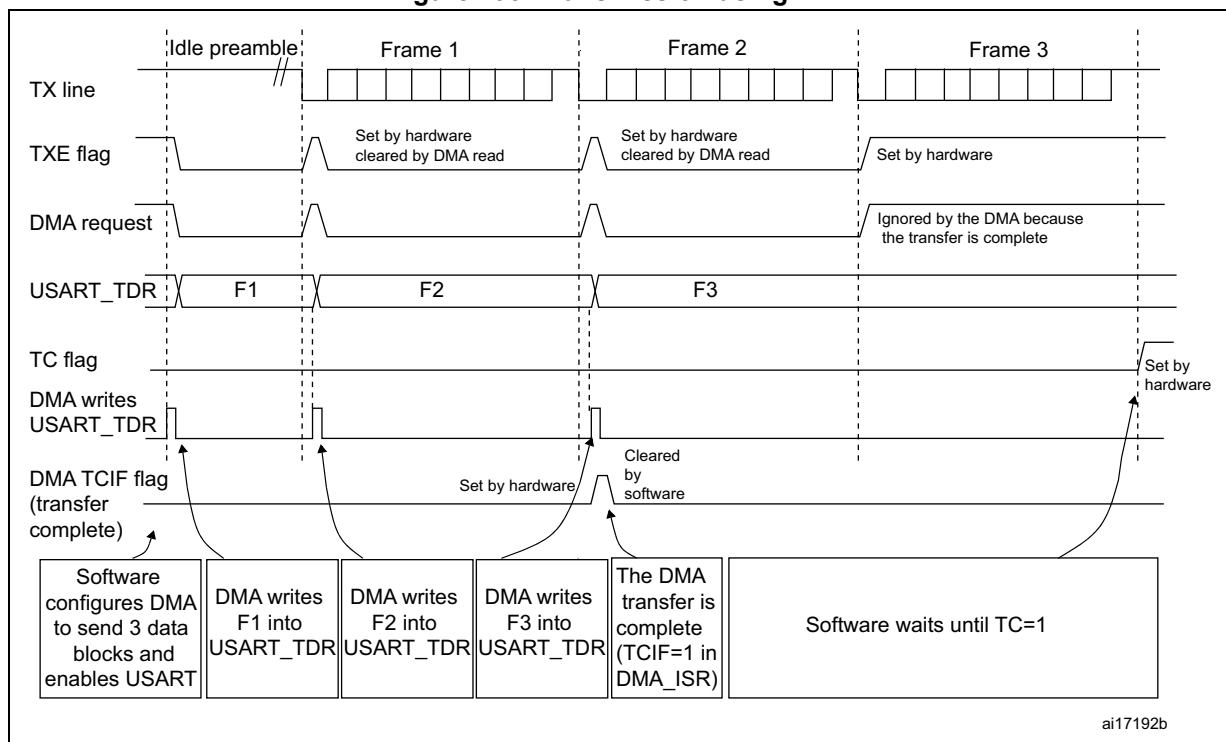 Idle preamble
Frame 1
Frame 2
Frame 3
TX line
TXE flag
Set by hardware
cleared by DMA read
Set by hardware
cleared by DMA read
Set by hardware
DMA request
Ignored by the DMA because
the transfer is complete
USART_TDR
F1
F2
F3
TC flag
Set by
hardware
DMA writes
USART_TDR
DMA TCIF flag
(transfer
complete)
Set by hardware
Cleared
by
software
Software
configures DMA
to send 3 data
blocks and
enables USART
DMA writes
F1 into
USART_TDR
DMA writes
F2 into
USART_TDR
DMA writes
F3 into
USART_TDR
The DMA
transfer is
complete
(TCIF=1 in
DMA_ISR)
Software waits until TC=1
ai17192b